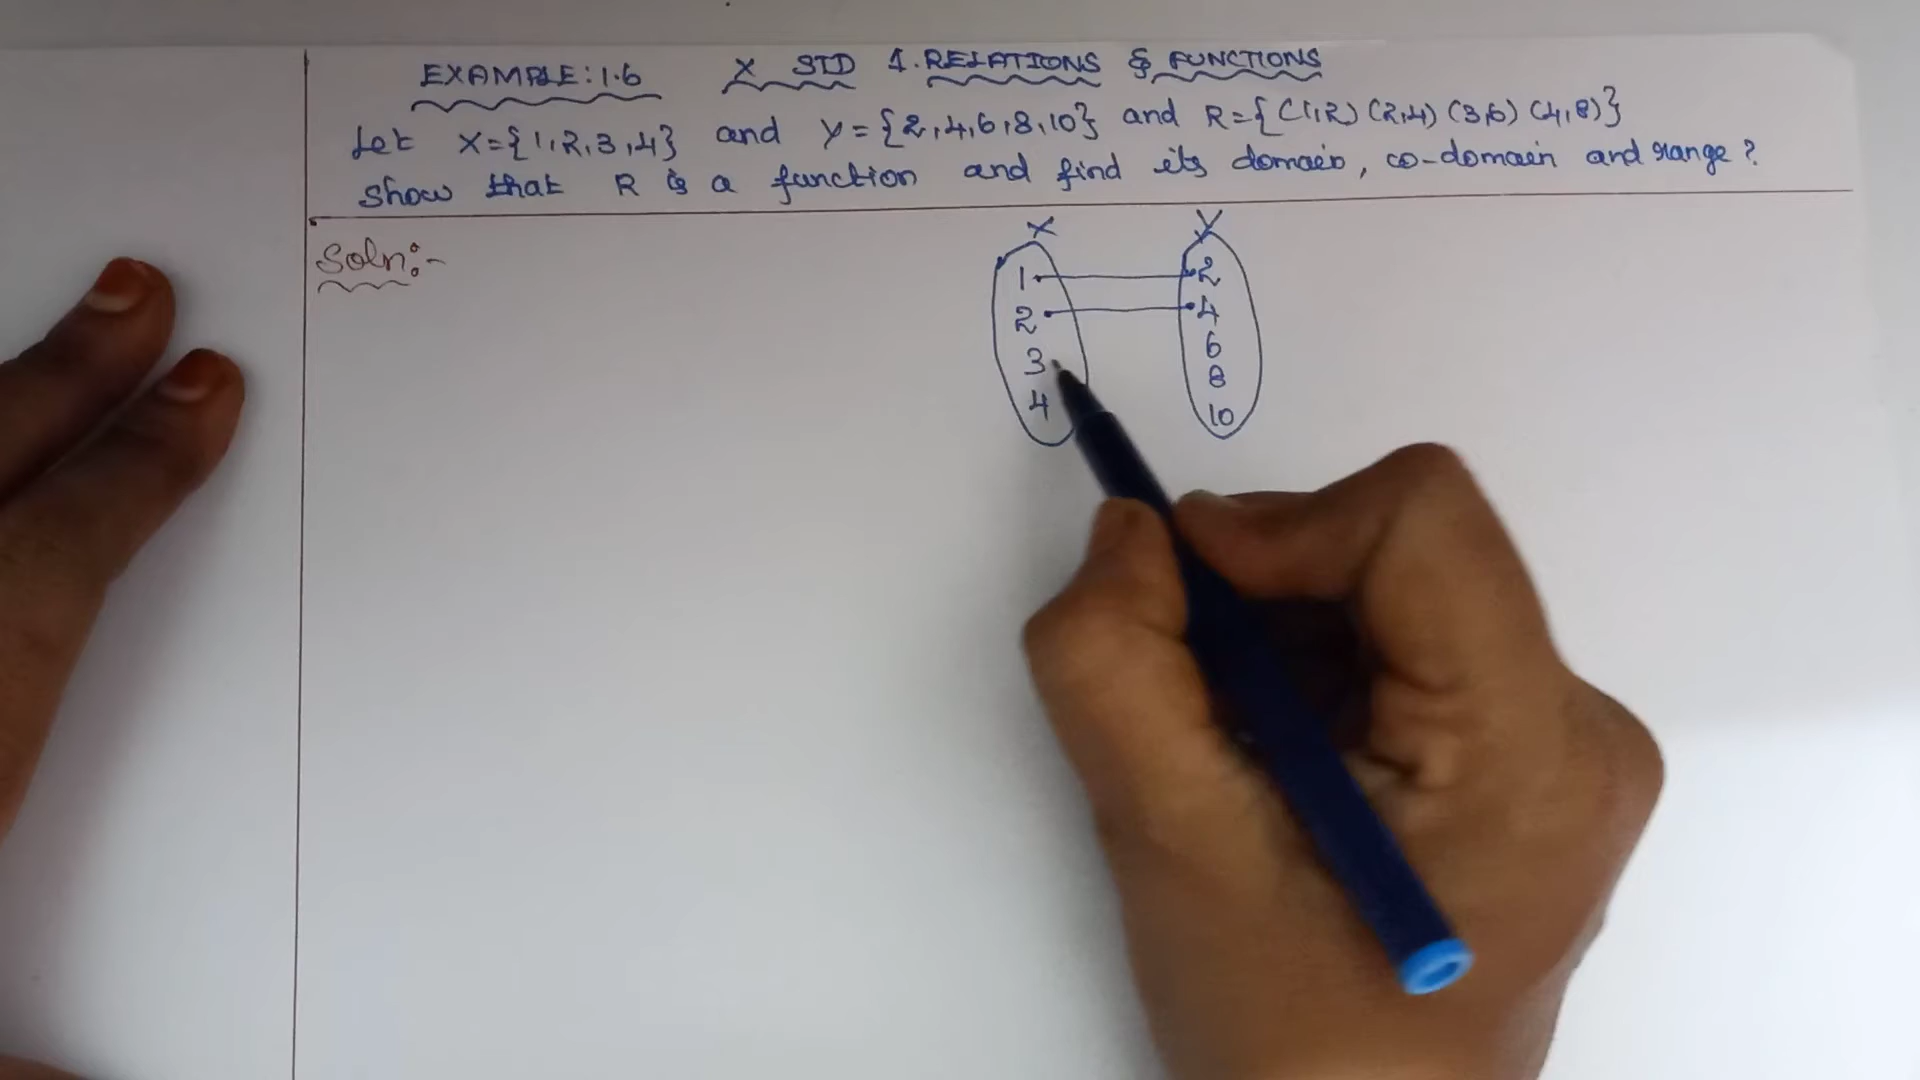 EXAMPLE: 1.6 X STD 1. RELATIONS & FUNCTIONS
Let X={1,2,3,4} and Y={2,4,6,8,10} and R={(1,2) (2,4) (3,6) (4,8)}
Show that R is a function and find its domain, co-domain and range?
Soln:-
X Y
1 2
2 4
3 6
4 8
10